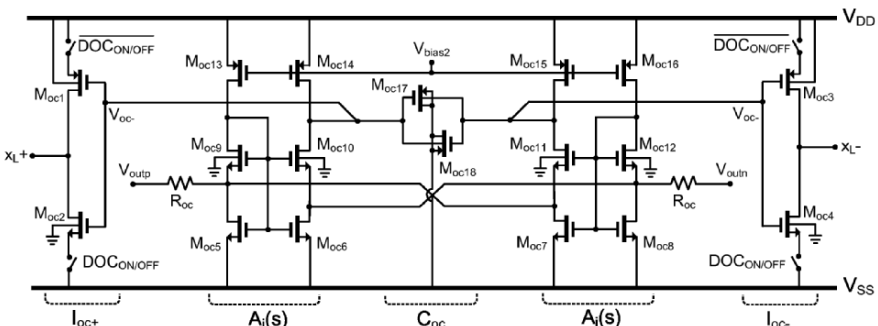 V_DD
DOC_ON/OFF
DOC_ON/OFF
V_bias2
M_oc13
M_oc14
M_oc15
M_oc16
M_oc17
M_oc1
M_oc3
V_oc-
V_oc-
M_oc9
M_oc10
M_oc11
M_oc12
M_oc18
x_L+
x_L-
V_outp
V_outn
R_oc
R_oc
M_oc2
M_oc4
M_oc5
M_oc6
M_oc7
M_oc8
DOC_ON/OFF
DOC_ON/OFF
V_SS
I_oc+
A_i(s)
C_oc
A_i(s)
I_oc-